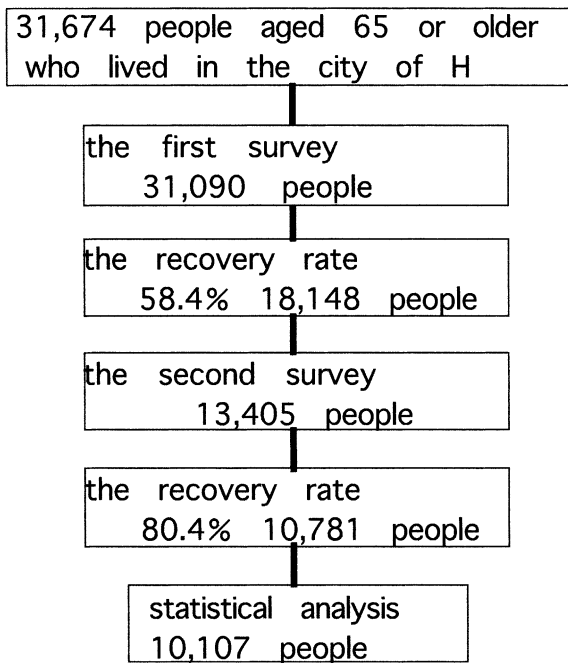 31,674 people aged 65 or older
who lived in the city of H
the first survey
31,090 people
the recovery rate
58.4% 18,148 people
the second survey
13,405 people
the recovery rate
80.4% 10,781 people
statistical analysis
10,107 people